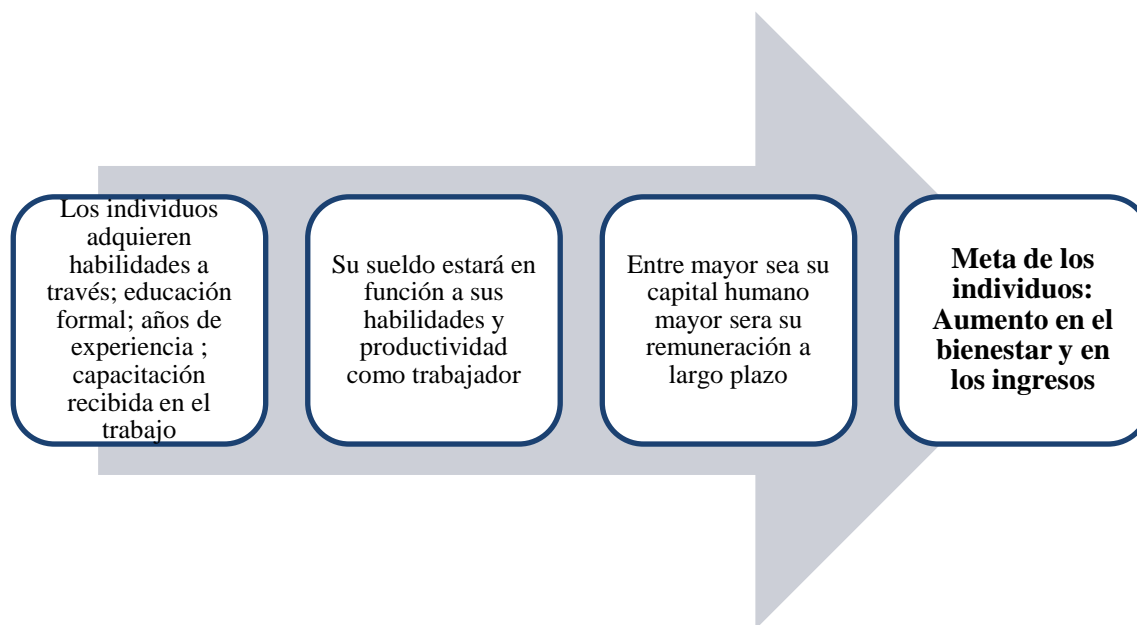 Los individuos
adquieren
habilidades a
través; educación
formal; años de
experiencia ;
capacitación
recibida en el
trabajo
Su sueldo estará en
función a sus
habilidades y
productividad
como trabajador
Entre mayor sea su
capital humano
mayor sera su
remuneración a
largo plazo
Meta de los
individuos:
Aumento en el
bienestar y en
los ingresos